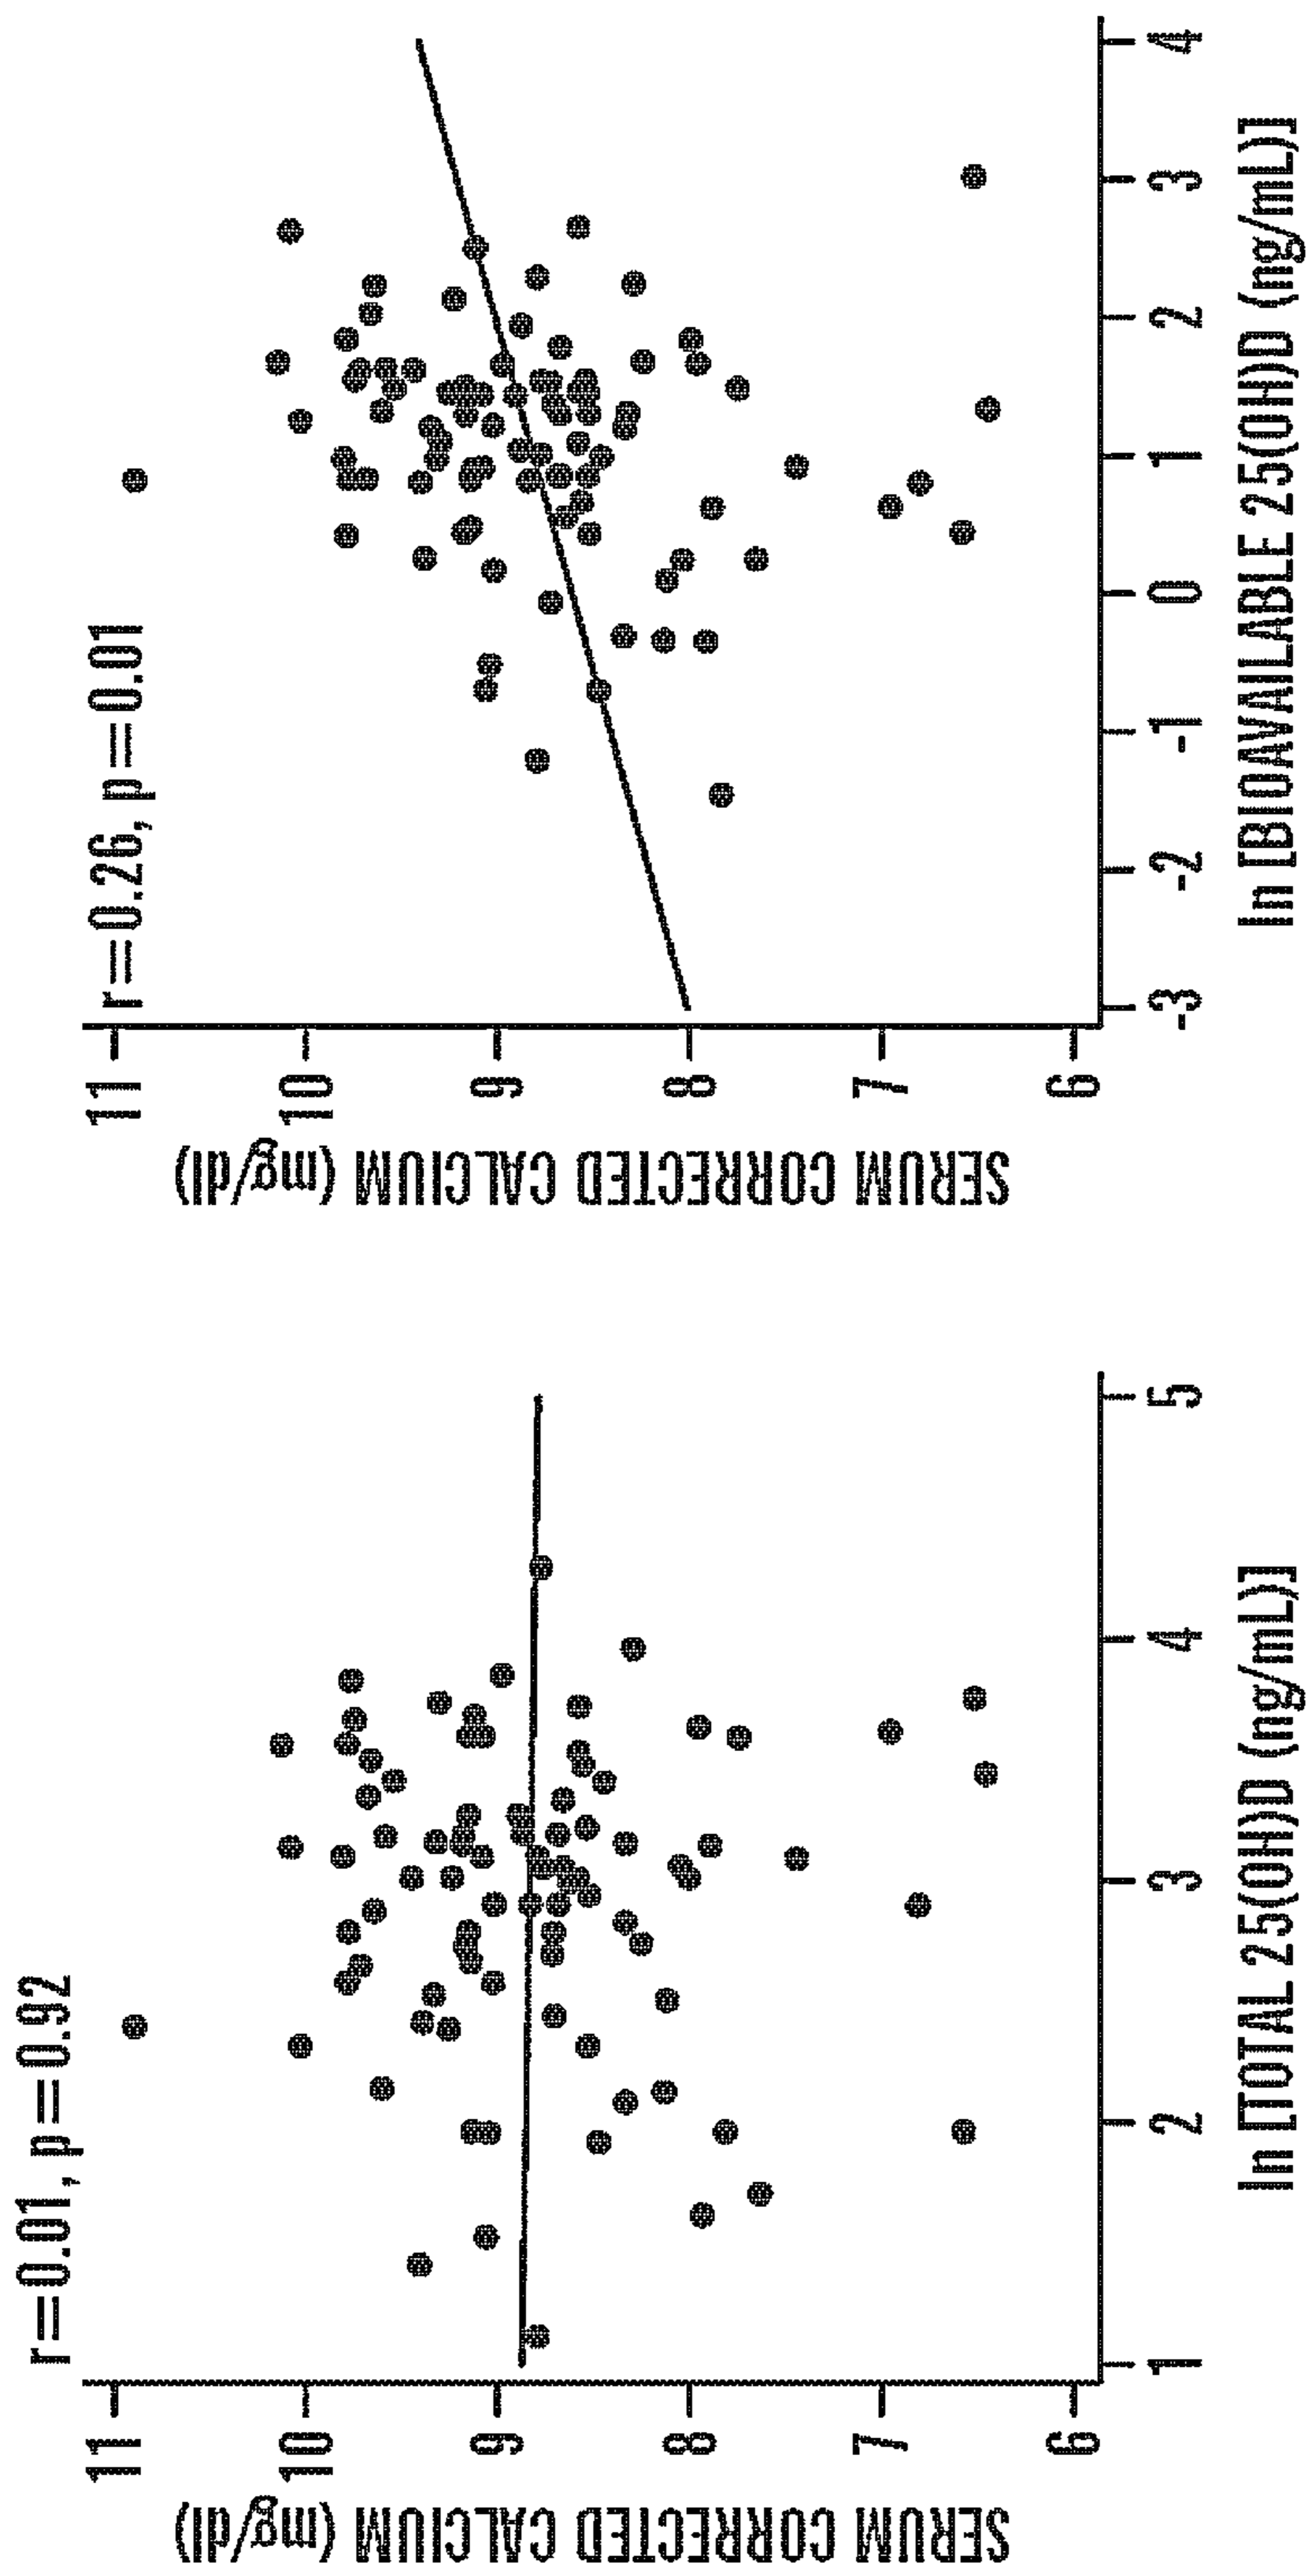 r=0.01, p=0.92
SERUM CORRECTED CALCIUM (mg/dl)
11
10
9
8
7
6
1 2 3 4 5
ln [TOTAL 25(OH)D (ng/mL)]
r=0.26, p=0.01
SERUM CORRECTED CALCIUM (mg/dl)
11
10
9
8
7
6
-3 -2 -1 0 1 2 3 4
ln [BIOAVAILABLE 25(OH)D (ng/mL)]